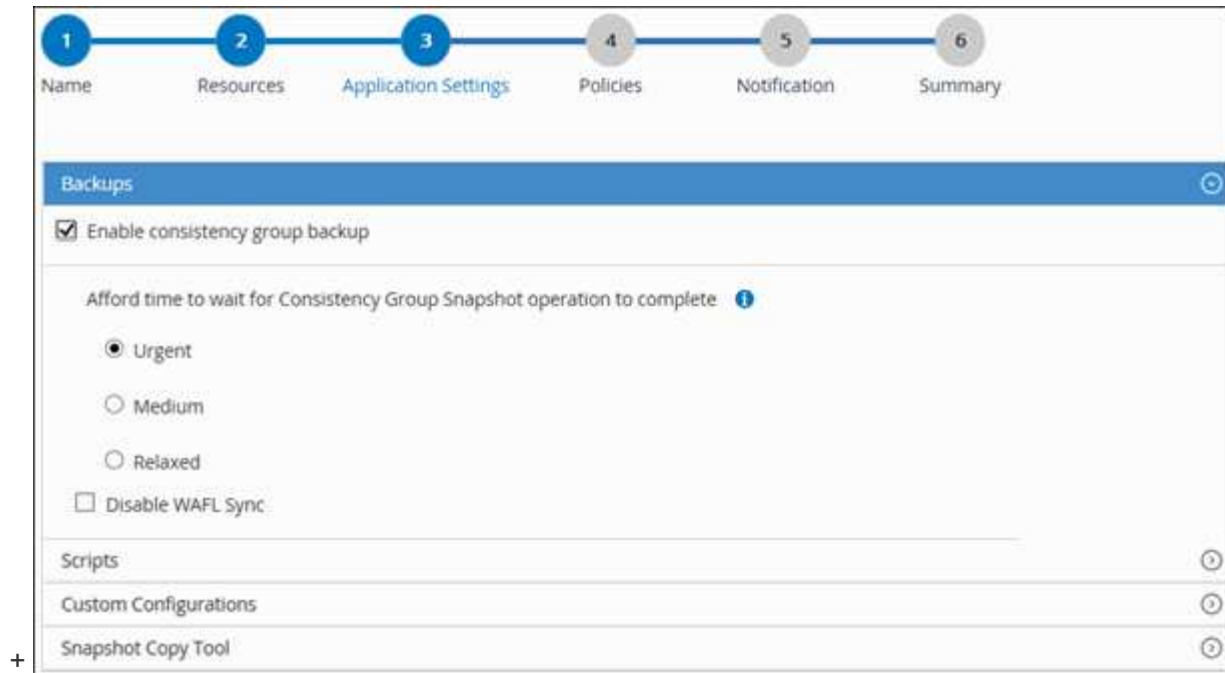 1 2 3 4 5 6
Name Resources Application Settings Policies Notification Summary
Backups
Enable consistency group backup
Afford time to wait for Consistency Group Snapshot operation to complete i
Urgent
Medium
Relaxed
Disable WAFL Sync
Scripts
Custom Configurations
Snapshot Copy Tool
+